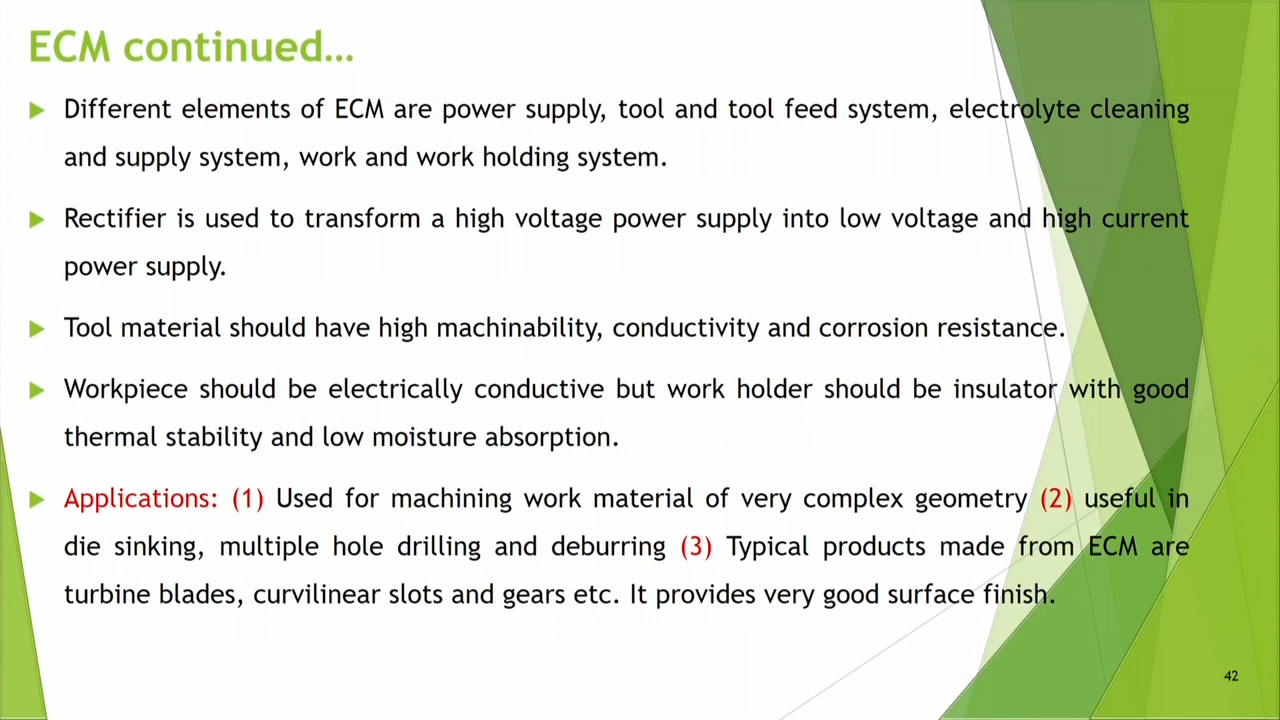 ECM continued…
Different elements of ECM are power supply, tool and tool feed system, electrolyte cleaning
and supply system, work and work holding system.
Rectifier is used to transform a high voltage power supply into low voltage and high current
power supply.
Tool material should have high machinability, conductivity and corrosion resistance.
Workpiece should be electrically conductive but work holder should be insulator with good
thermal stability and low moisture absorption.
Applications: (1) Used for machining work material of very complex geometry (2) useful in
die sinking, multiple hole drilling and deburring (3) Typical products made from ECM are
turbine blades, curvilinear slots and gears etc. It provides very good surface finish.
42